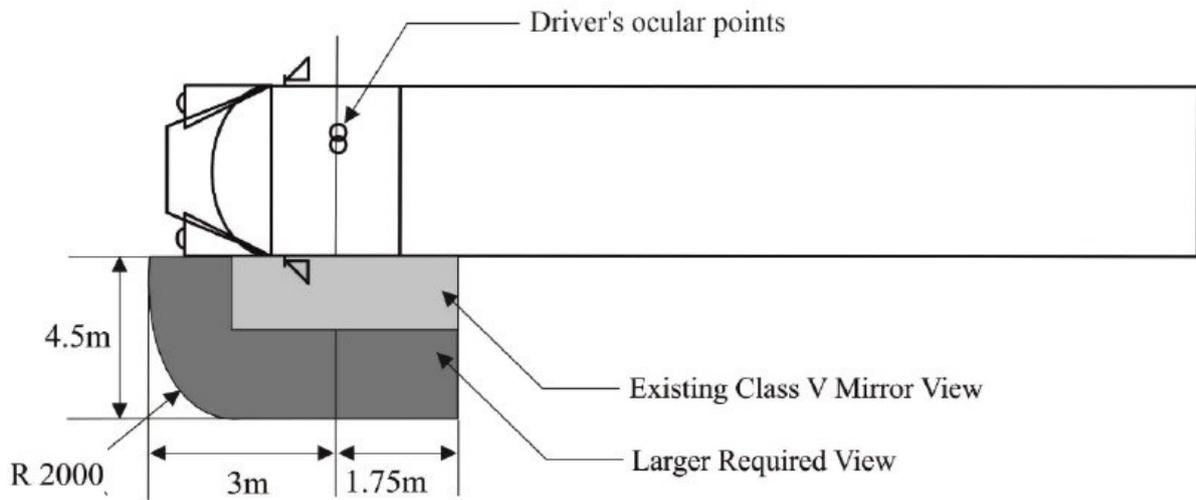 Driver's ocular points
4.5m
Existing Class V Mirror View
Larger Required View
R 2000
3m
1.75m